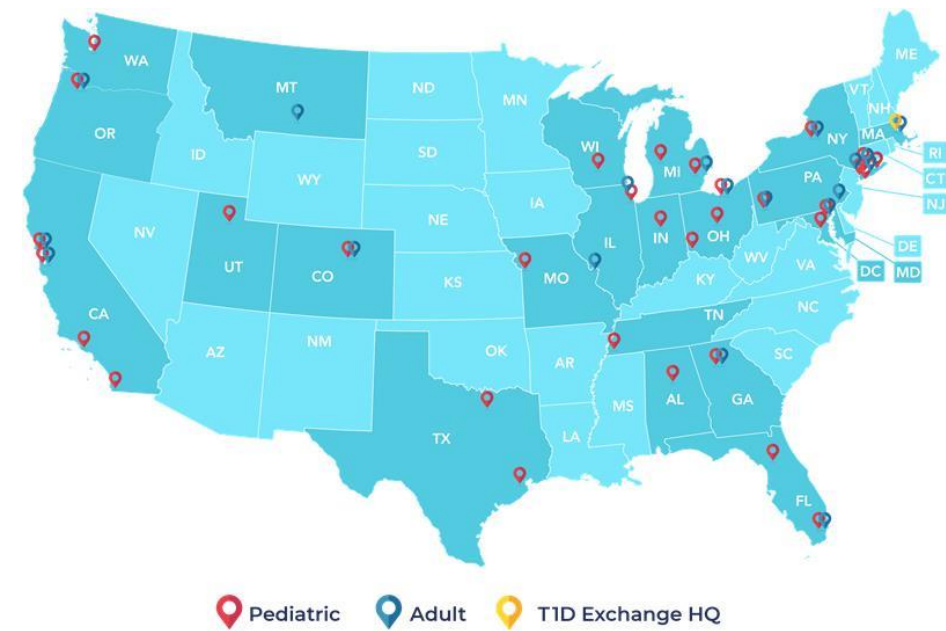 WA
MT
ND
MN
ME
VT
NH
OR
ID
SD
WI
MI
NY
MA
RI
WY
CT
PA
IA
NJ
NE
NV
IL
IN
OH
DE
UT
CO
WV
VA
DC
MD
KS
MO
KY
CA
NC
TN
AZ
NM
OK
AR
SC
MS
AL
GA
TX
LA
FL
Pediatric
Adult
T1D Exchange HQ